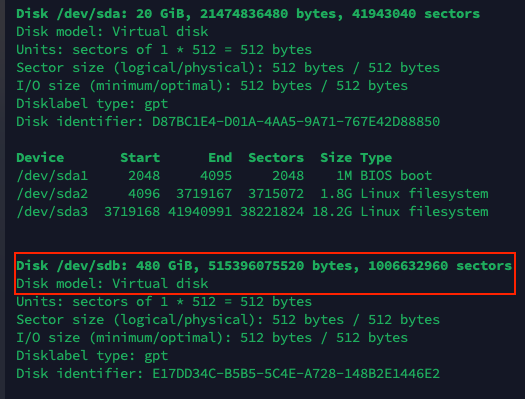 Disk /dev/sda: 20 GiB, 21474836480 bytes, 41943040 sectors
Disk model: Virtual disk
Units: sectors of 1 * 512 = 512 bytes
Sector size (logical/physical): 512 bytes / 512 bytes
I/O size (minimum/optimal): 512 bytes / 512 bytes
Disklabel type: gpt
Disk identifier: D87BC1E4-D01A-4AA5-9A71-767E42D88850
Device       Start      End  Sectors  Size Type
/dev/sda1     2048     4095     2048    1M BIOS boot
/dev/sda2     4096  3719167  3715072  1.8G Linux filesystem
/dev/sda3  3719168 41940991 38221824 18.2G Linux filesystem
Disk /dev/sdb: 480 GiB, 515396075520 bytes, 1006632960 sectors
Disk model: Virtual disk
Units: sectors of 1 * 512 = 512 bytes
Sector size (logical/physical): 512 bytes / 512 bytes
I/O size (minimum/optimal): 512 bytes / 512 bytes
Disklabel type: gpt
Disk identifier: E17DD34C-B5B5-5C4E-A728-148B2E1446E2